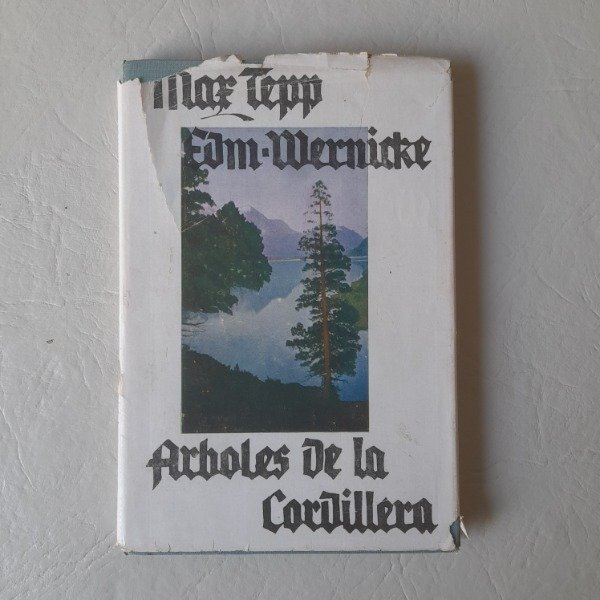 Max Tepp
Edm-Wernicke
Arboles de la
Cordillera